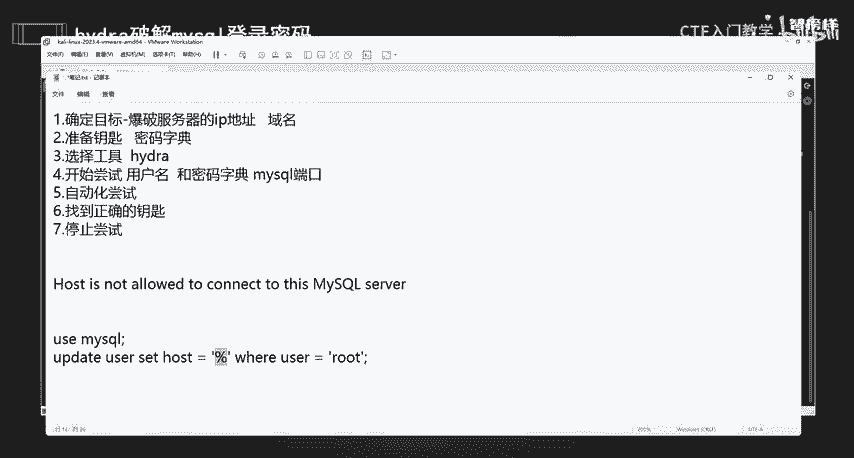 hydra破解mysql登录密码
CTF入门教学
kali-linux-2023.4-vmware-amd64 - VMware Workstation
文件(F) 编辑(E) 查看(V) 虚拟机(M) 选项卡(T) 帮助(H)
*笔记.txt - 记事本
文件 编辑 查看
1.确定目标-爆破服务器的ip地址 域名
2.准备钥匙 密码字典
3.选择工具 hydra
4.开始尝试 用户名 和密码字典 mysql端口
5.自动化尝试
6.找到正确的钥匙
7.停止尝试
Host is not allowed to connect to this MySQL server
use mysql;
update user set host = '%' where user = 'root';
Windows (CRLF)
UTF-8